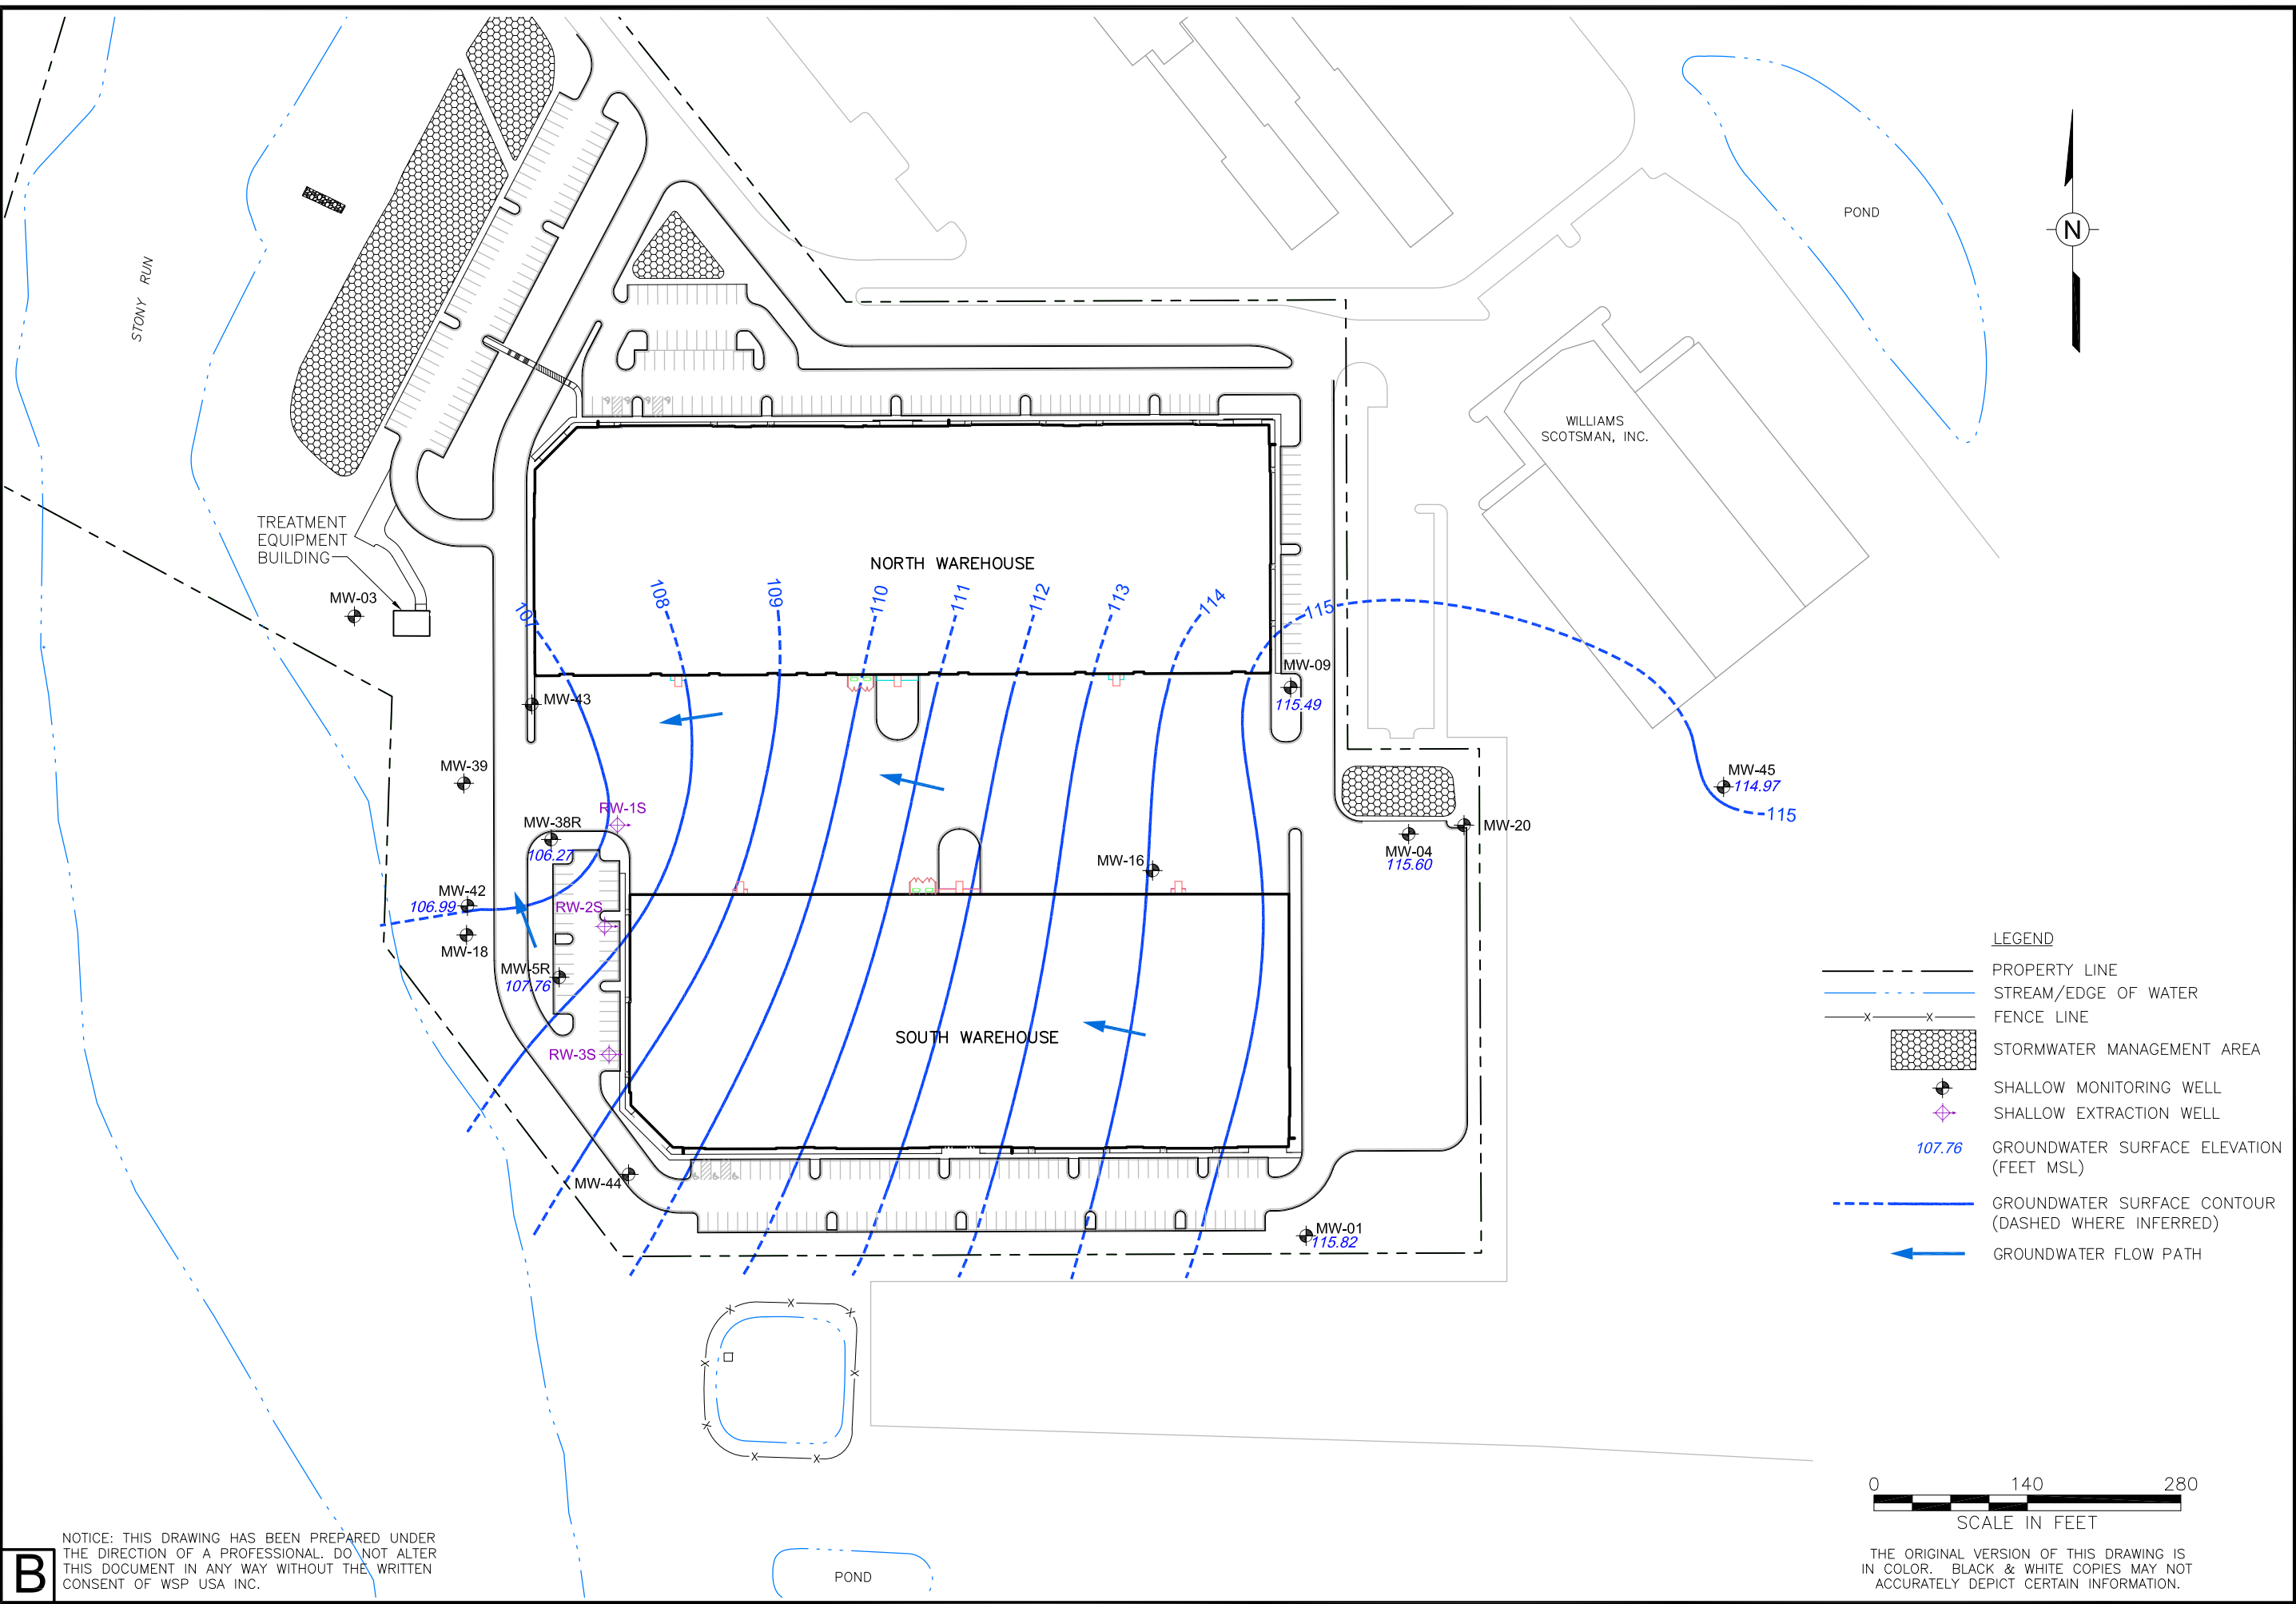 POND
N
STONY RUN
WILLIAMS
SCOTSMAN, INC.
TREATMENT
EQUIPMENT
BUILDING
NORTH WAREHOUSE
MW-03
107
108
109
110
111
112
113
114
115
MW-09
115.49
MW-43
MW-39
MW-45
114.97
115
RW-1S
MW-38R
106.27
MW-20
MW-16
MW-04
115.60
MW-42
106.99
RW-2S
MW-18
MW-5R
107.76
SOUTH WAREHOUSE
RW-3S
MW-44
MW-01
115.82
LEGEND
PROPERTY LINE
STREAM/EDGE OF WATER
X X FENCE LINE
STORMWATER MANAGEMENT AREA
SHALLOW MONITORING WELL
SHALLOW EXTRACTION WELL
107.76 GROUNDWATER SURFACE ELEVATION
(FEET MSL)
GROUNDWATER SURFACE CONTOUR
(DASHED WHERE INFERRED)
GROUNDWATER FLOW PATH
X X X
X X
X X X
0 140 280
SCALE IN FEET
THE ORIGINAL VERSION OF THIS DRAWING IS
IN COLOR. BLACK & WHITE COPIES MAY NOT
ACCURATELY DEPICT CERTAIN INFORMATION.
POND
B
NOTICE: THIS DRAWING HAS BEEN PREPARED UNDER
THE DIRECTION OF A PROFESSIONAL. DO NOT ALTER
THIS DOCUMENT IN ANY WAY WITHOUT THE WRITTEN
CONSENT OF WSP USA INC.